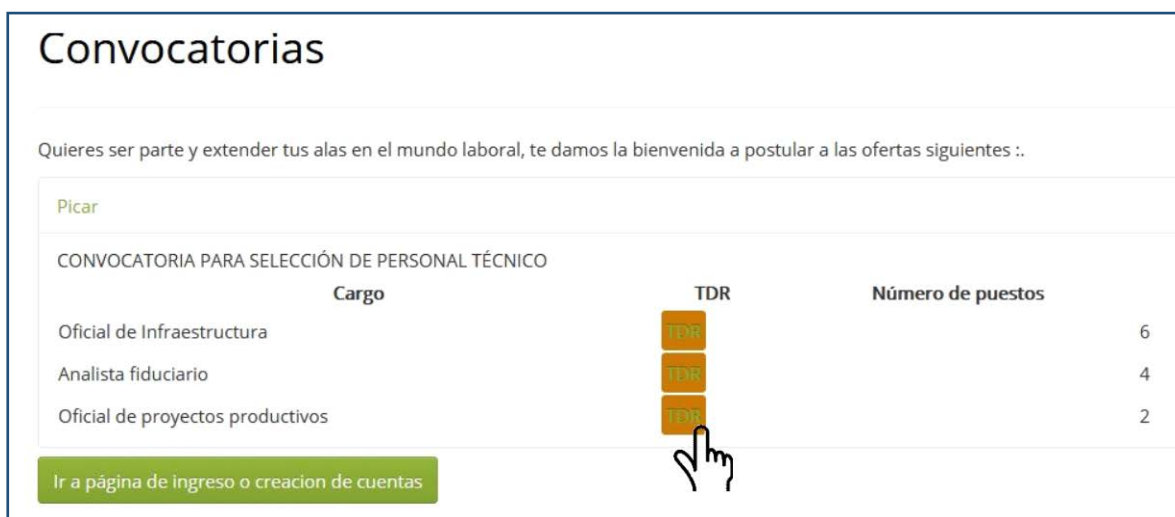 Convocatorias
Quieres ser parte y extender tus alas en el mundo laboral, te damos la bienvenida a postular a las ofertas siguientes :.
Picar
CONVOCATORIA PARA SELECCIÓN DE PERSONAL TÉCNICO
Cargo TDR Número de puestos
Oficial de Infraestructura TDR 6
Analista fiduciario TDR 4
Oficial de proyectos productivos TDR 2
Ir a página de ingreso o creacion de cuentas